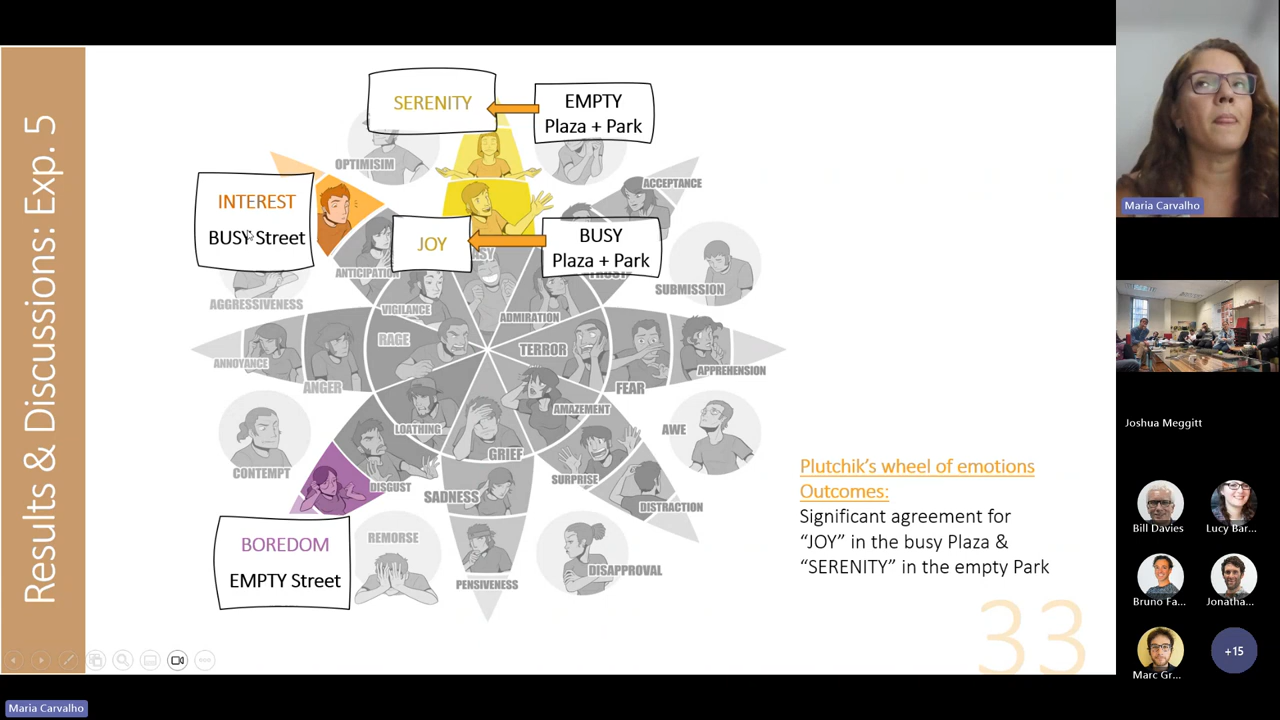 Results & Discussions: Exp. 5
SERENITY
EMPTY
Plaza + Park
OPTIMISIM
ACCEPTANCE
INTEREST
BUSY Street
JOY
BUSY
Plaza + Park
ANTICIPATION
SUBMISSION
AGGRESSIVENESS
VIGILANCE
ADMIRATION
RAGE
TERROR
ANNOYANCE
ANGER
FEAR
APPREHENSION
LOATHING
AMAZEMENT
AWE
GRIEF
CONTEMPT
DISGUST
SADNESS
SURPRISE
DISTRACTION
BOREDOM
EMPTY Street
REMORSE
PENSIVENESS
DISAPPROVAL
Plutchik's wheel of emotions
Outcomes:
Significant agreement for
“JOY” in the busy Plaza &
“SERENITY” in the empty Park
33
Maria Carvalho
Joshua Meggitt
Bill Davies
Lucy Bar...
Bruno Fa...
Jonatha...
Marc Gr...
+15
Maria Carvalho